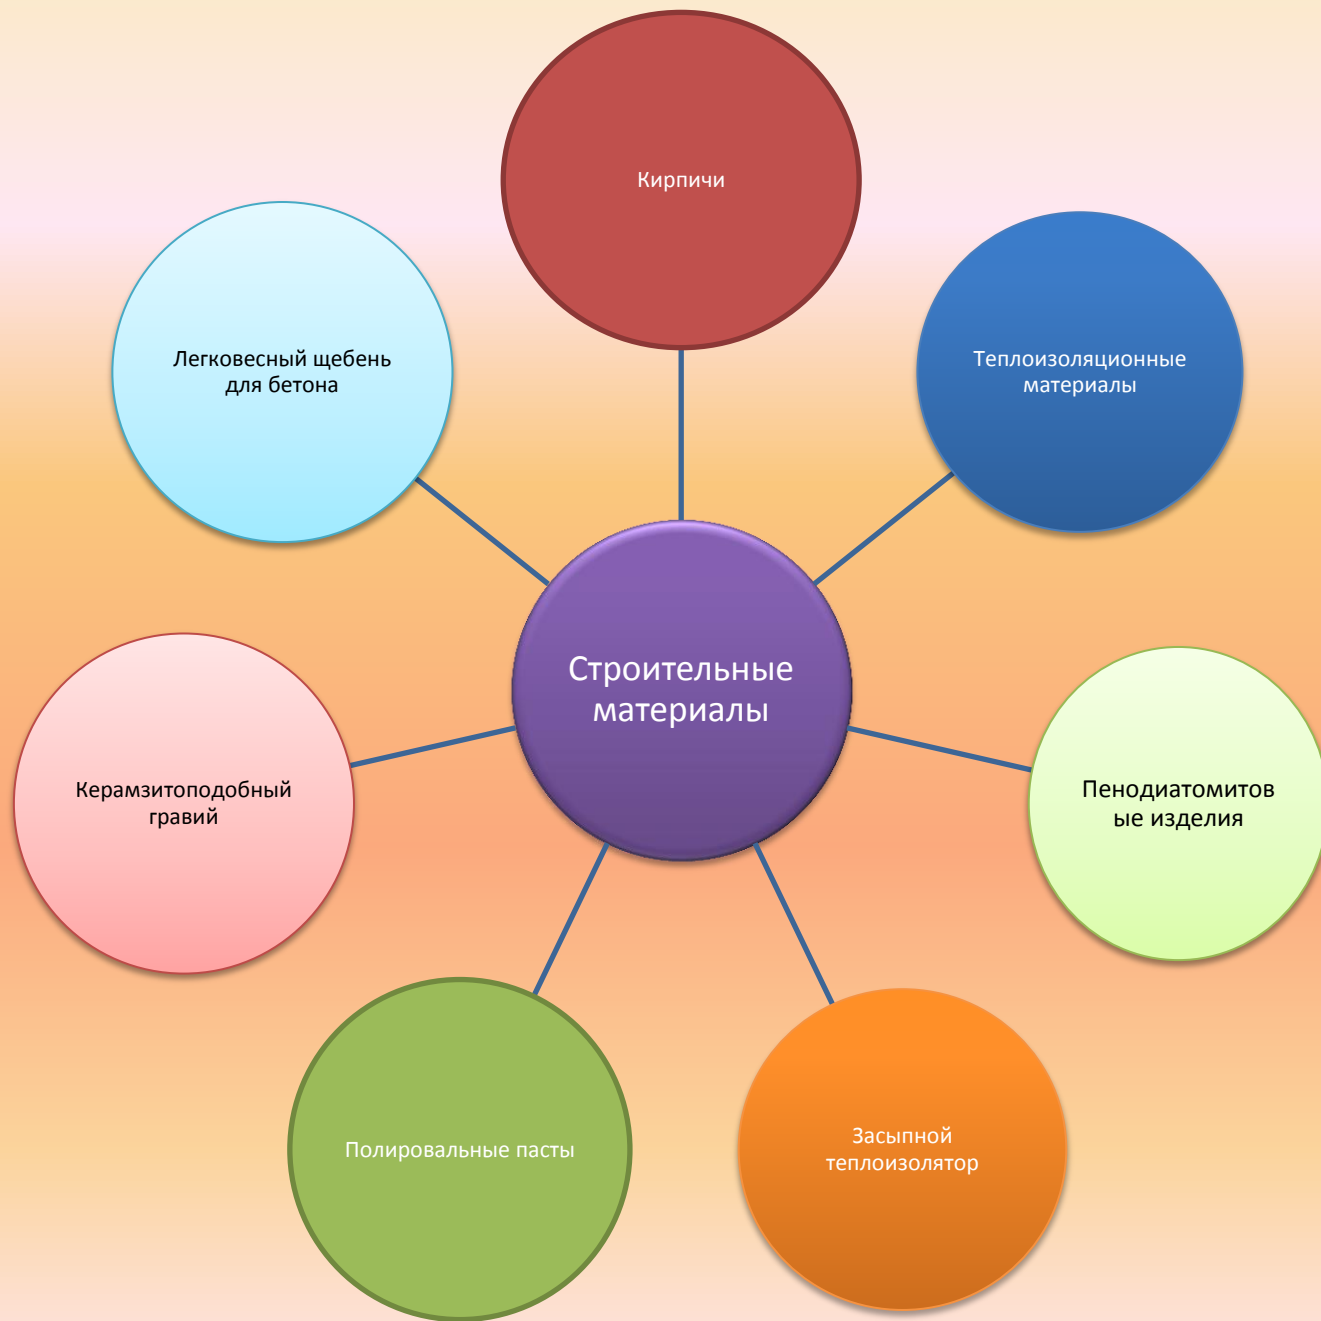 Кирпичи
Легковесный щебень
для бетона
Теплоизоляционные
материалы
Строительные
материалы
Керамзитоподобный
гравий
Пенодиатомитов
ые изделия
Полировальные пасты
Засыпной
теплоизолятор